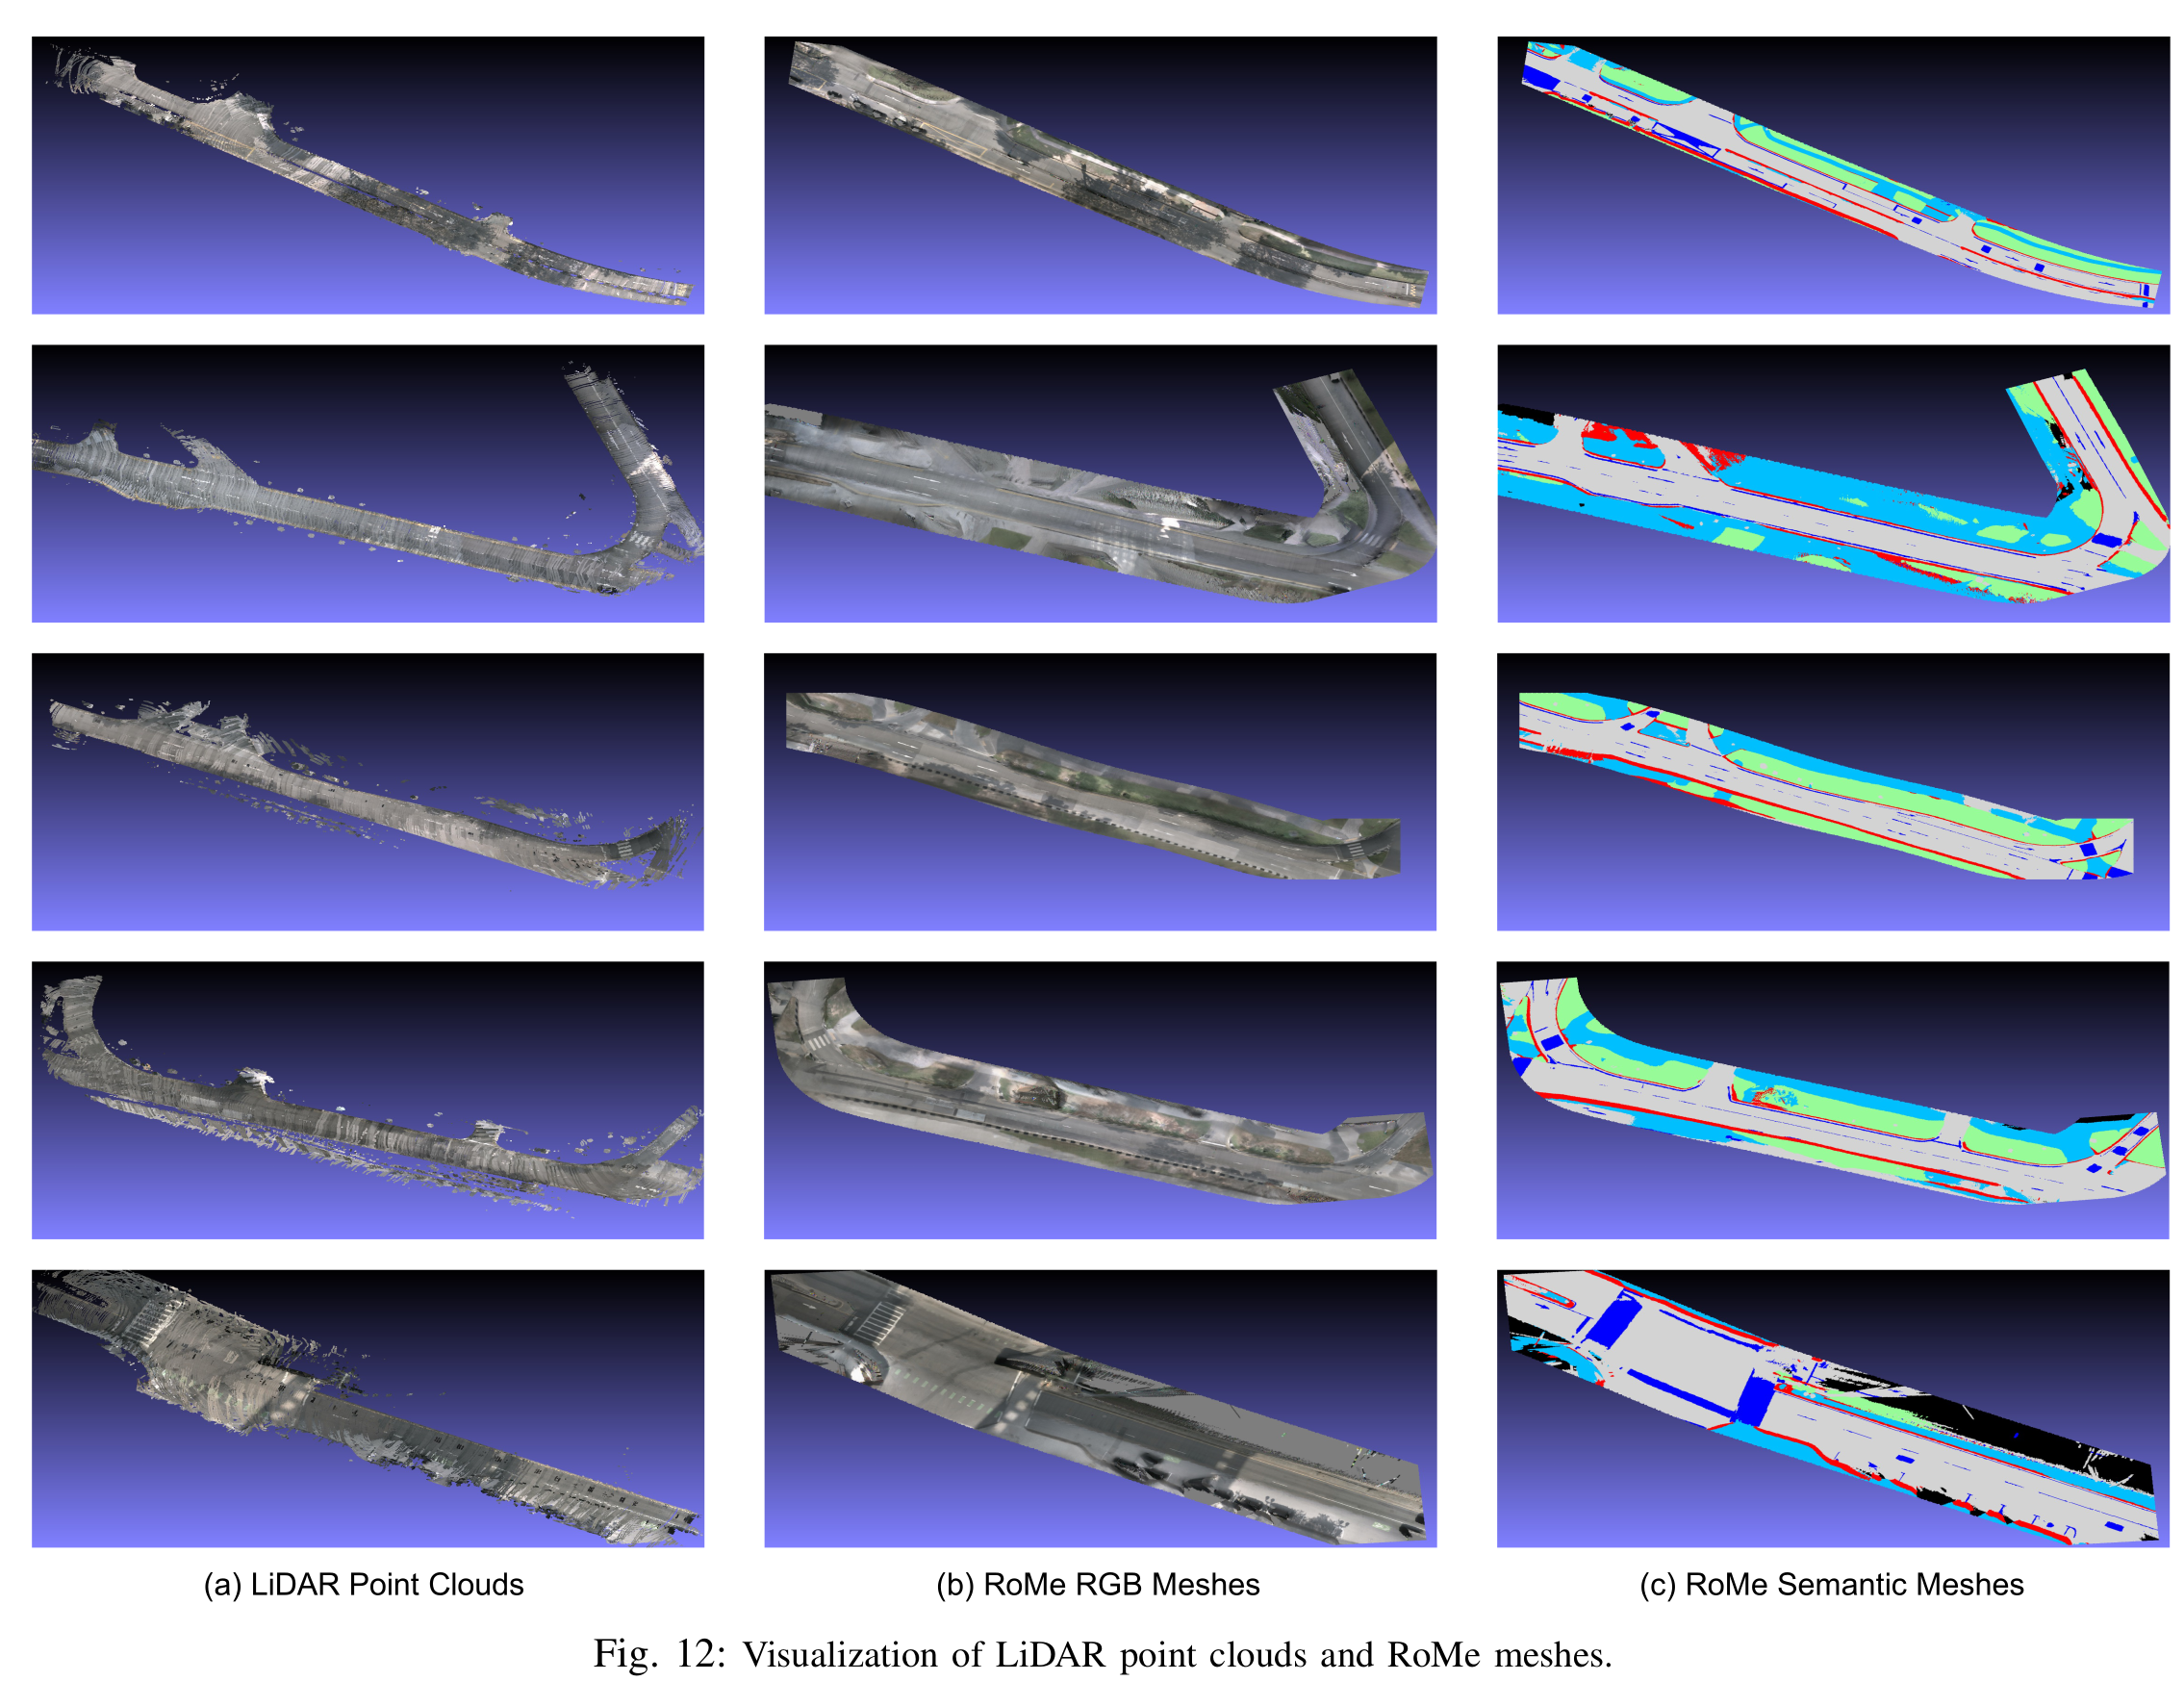 (a) LiDAR Point Clouds
(b) RoMe RGB Meshes
(c) RoMe Semantic Meshes
Fig. 12: Visualization of LiDAR point clouds and RoMe meshes.